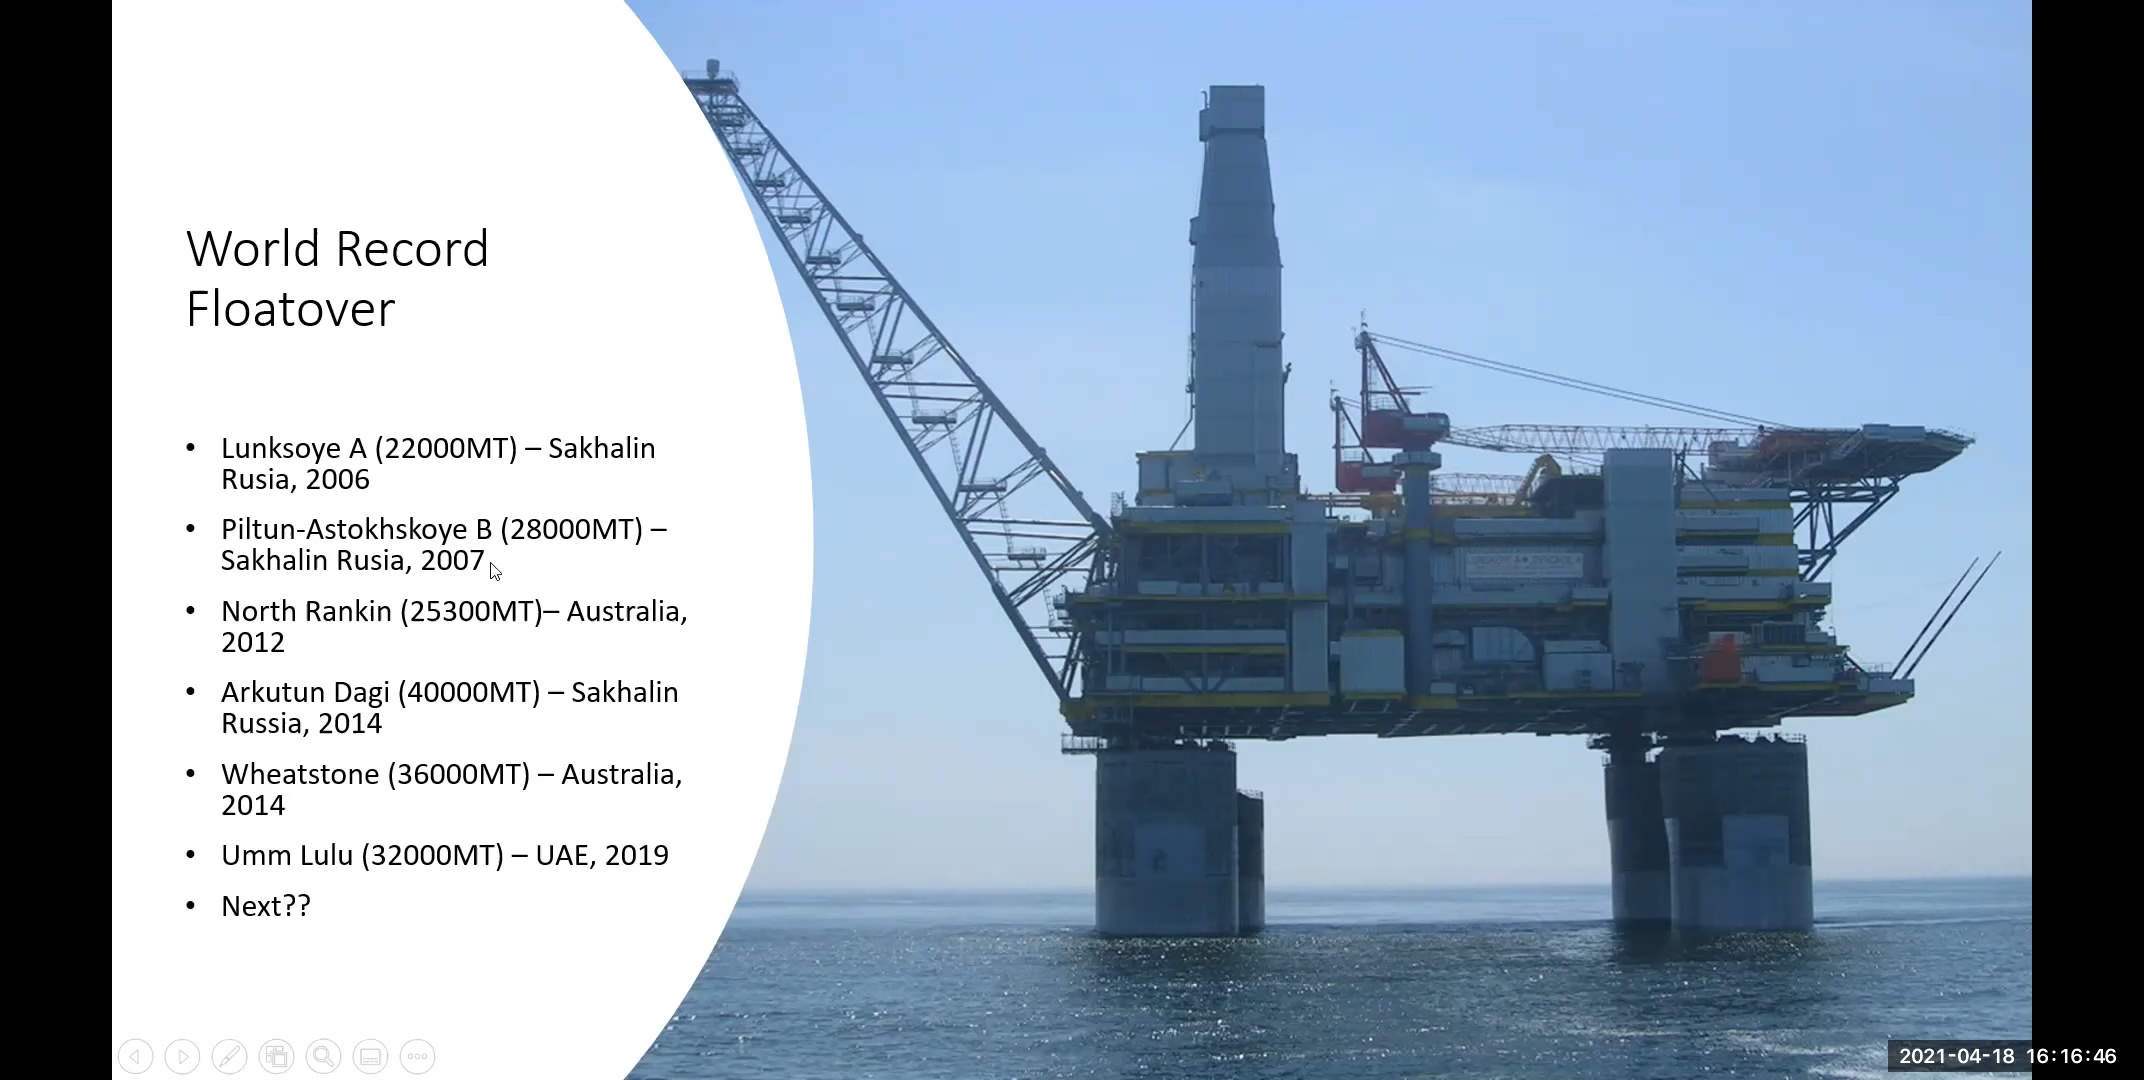 World Record
Floatover
• Lunksoye A (22000MT) – Sakhalin
Rusia, 2006
• Piltun-Astokhskoye B (28000MT) –
Sakhalin Rusia, 2007
• North Rankin (25300MT)– Australia,
2012
• Arkutun Dagi (40000MT) – Sakhalin
Russia, 2014
• Wheatstone (36000MT) – Australia,
2014
• Umm Lulu (32000MT) – UAE, 2019
• Next??
2021-04-18 16:16:46